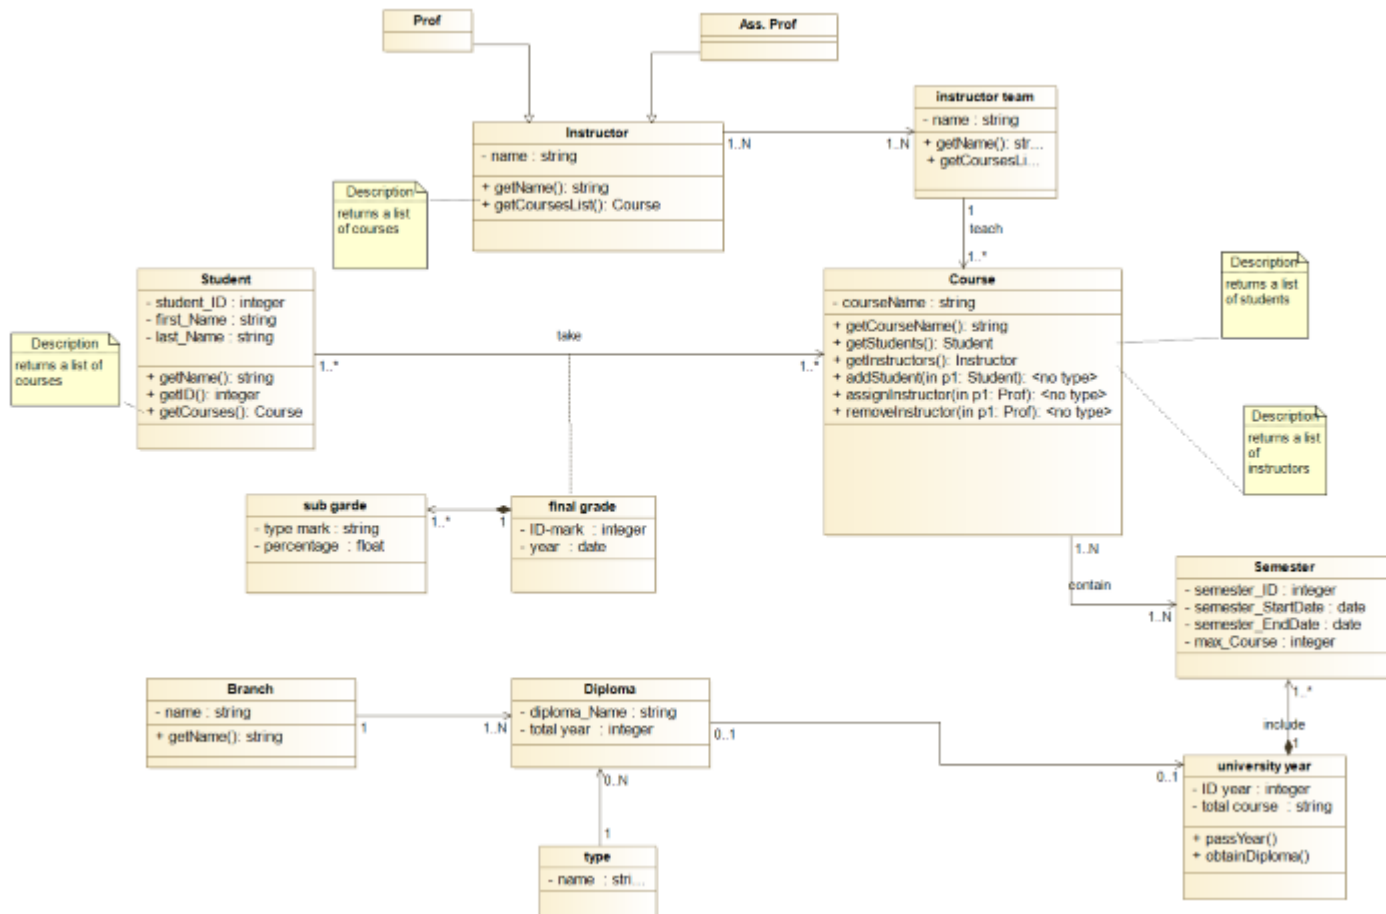 Prof
Ass. Prof
instructor team
- name : string
+ getName(): str...
+ getCoursesLi...
Instructor
- name : string
+ getName(): string
+ getCoursesList(): Course
1..N
1..N
Description
returns a list
of courses
1
teach
1..*
Student
- student_ID : integer
- first_Name : string
- last_Name : string
+ getName(): string
+ getID(): integer
+ getCourses(): Course
Description
returns a list of
courses
take
1..*
1..*
Course
- courseName : string
+ getCourseName(): string
+ getStudents(): Student
+ getInstructors(): Instructor
+ addStudent(in p1: Student): <no type>
+ assignInstructor(in p1: Prof): <no type>
+ removeInstructor(in p1: Prof): <no type>
Description
returns a list
of students
Description
returns a list
of
instructors
sub garde
- type mark : string
- percentage : float
1..*
1
final grade
- ID-mark : integer
- year : date
1..N
contain
1..N
Semester
- semester_ID : integer
- semester_StartDate : date
- semester_EndDate : date
- max_Course : integer
Branch
- name : string
+ getName(): string
1
1..N
Diploma
- diploma_Name : string
- total year : integer
0..1
0..1
1..*
include
1
university year
- ID year : integer
- total course : string
+ passYear()
+ obtainDiploma()
0..N
1
type
- name : stri...